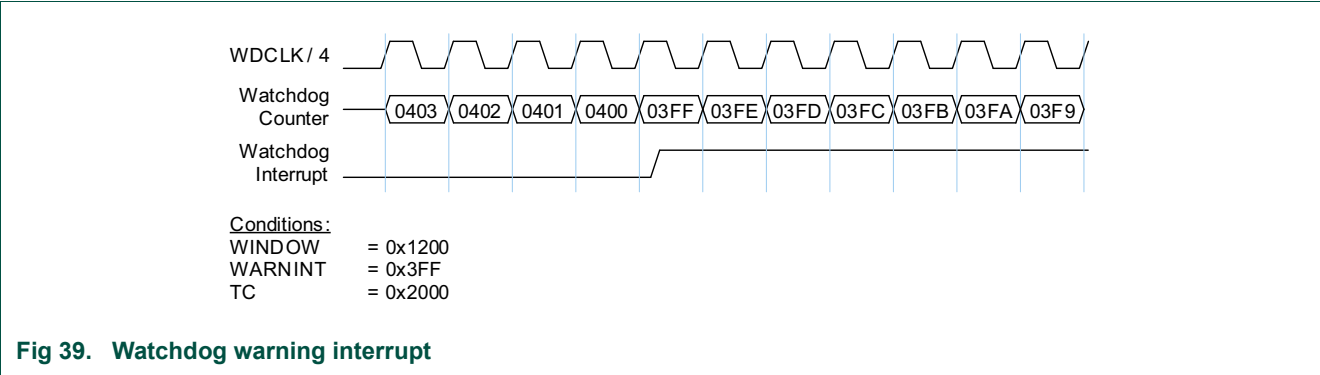 WDCLK / 4
Watchdog
Counter
0403 0402 0401 0400 03FF 03FE 03FD 03FC 03FB 03FA 03F9
Watchdog
Interrupt
Conditions:
WINDOW = 0x1200
WARNINT = 0x3FF
TC = 0x2000
Fig 39. Watchdog warning interrupt